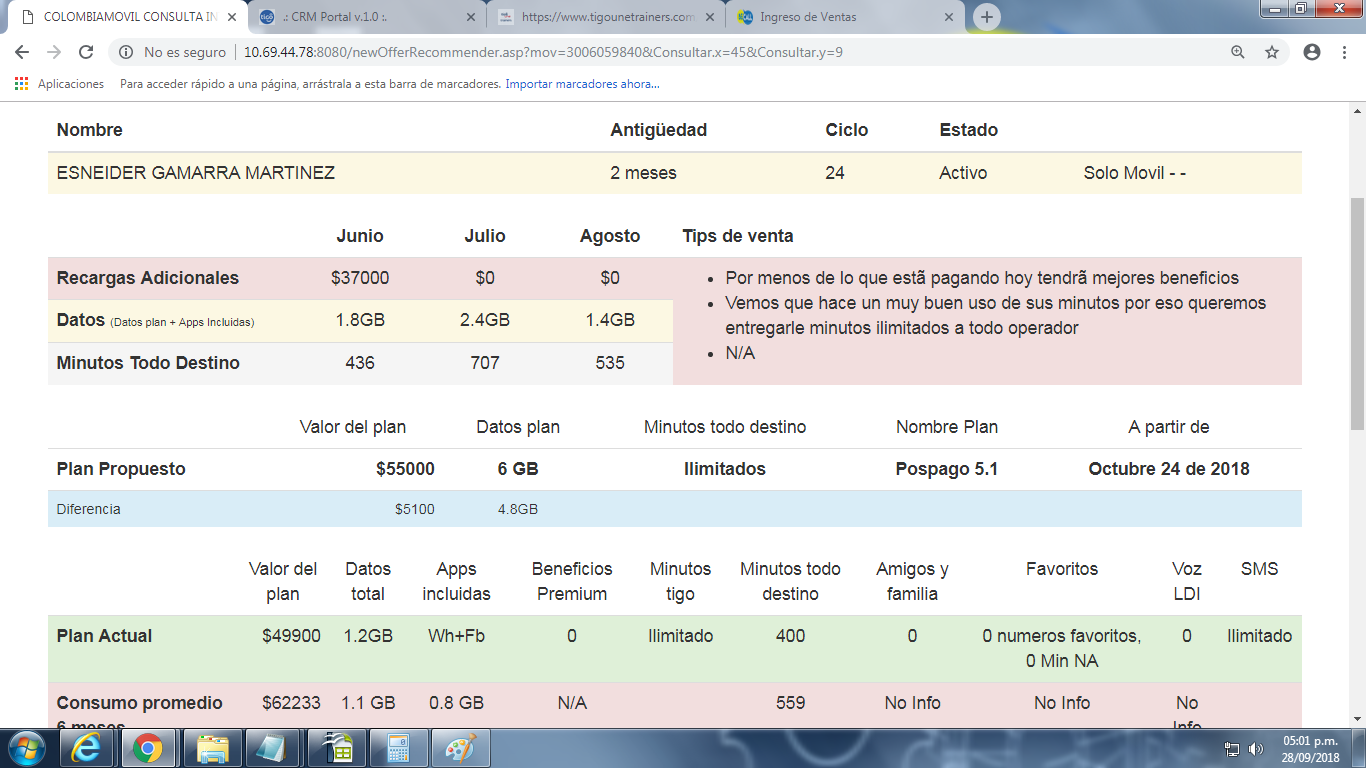 COLOMBIAMOVIL CONSULTA IN
.: CRM Portal v.1.0 :.
https://www.tigounetrainers.com
Ingreso de Ventas
No es seguro
10.69.44.78:8080/newOfferRecommender.asp?mov=3006059840&Consultar.x=45&Consultar.y=9
Aplicaciones Para acceder rápido a una página, arrástrala a esta barra de marcadores. Importar marcadores ahora...
Nombre Antigüedad Ciclo Estado
ESNEIDER GAMARRA MARTINEZ 2 meses 24 Activo Solo Movil - -
Junio Julio Agosto Tips de venta
Recargas Adicionales $37000 $0 $0
Datos (Datos plan + Apps Incluidas) 1.8GB 2.4GB 1.4GB
Minutos Todo Destino 436 707 535
• Por menos de lo que estã pagando hoy tendrã mejores beneficios
• Vemos que hace un muy buen uso de sus minutos por eso queremos
entregarle minutos ilimitados a todo operador
• N/A
Valor del plan Datos plan Minutos todo destino Nombre Plan A partir de
Plan Propuesto $55000 6 GB Ilimitados Pospago 5.1 Octubre 24 de 2018
Diferencia $5100 4.8GB
Valor del plan Datos total Apps incluidas Beneficios Premium Minutos tigo Minutos todo destino Amigos y familia Favoritos Voz LDI SMS
Plan Actual $49900 1.2GB Wh+Fb 0 Ilimitado 400 0 0 numeros favoritos, 0 Min NA 0 Ilimitado
Consumo promedio 6 meses $62233 1.1 GB 0.8 GB N/A 559 No Info No Info No Info
05:01 p.m.
28/09/2018